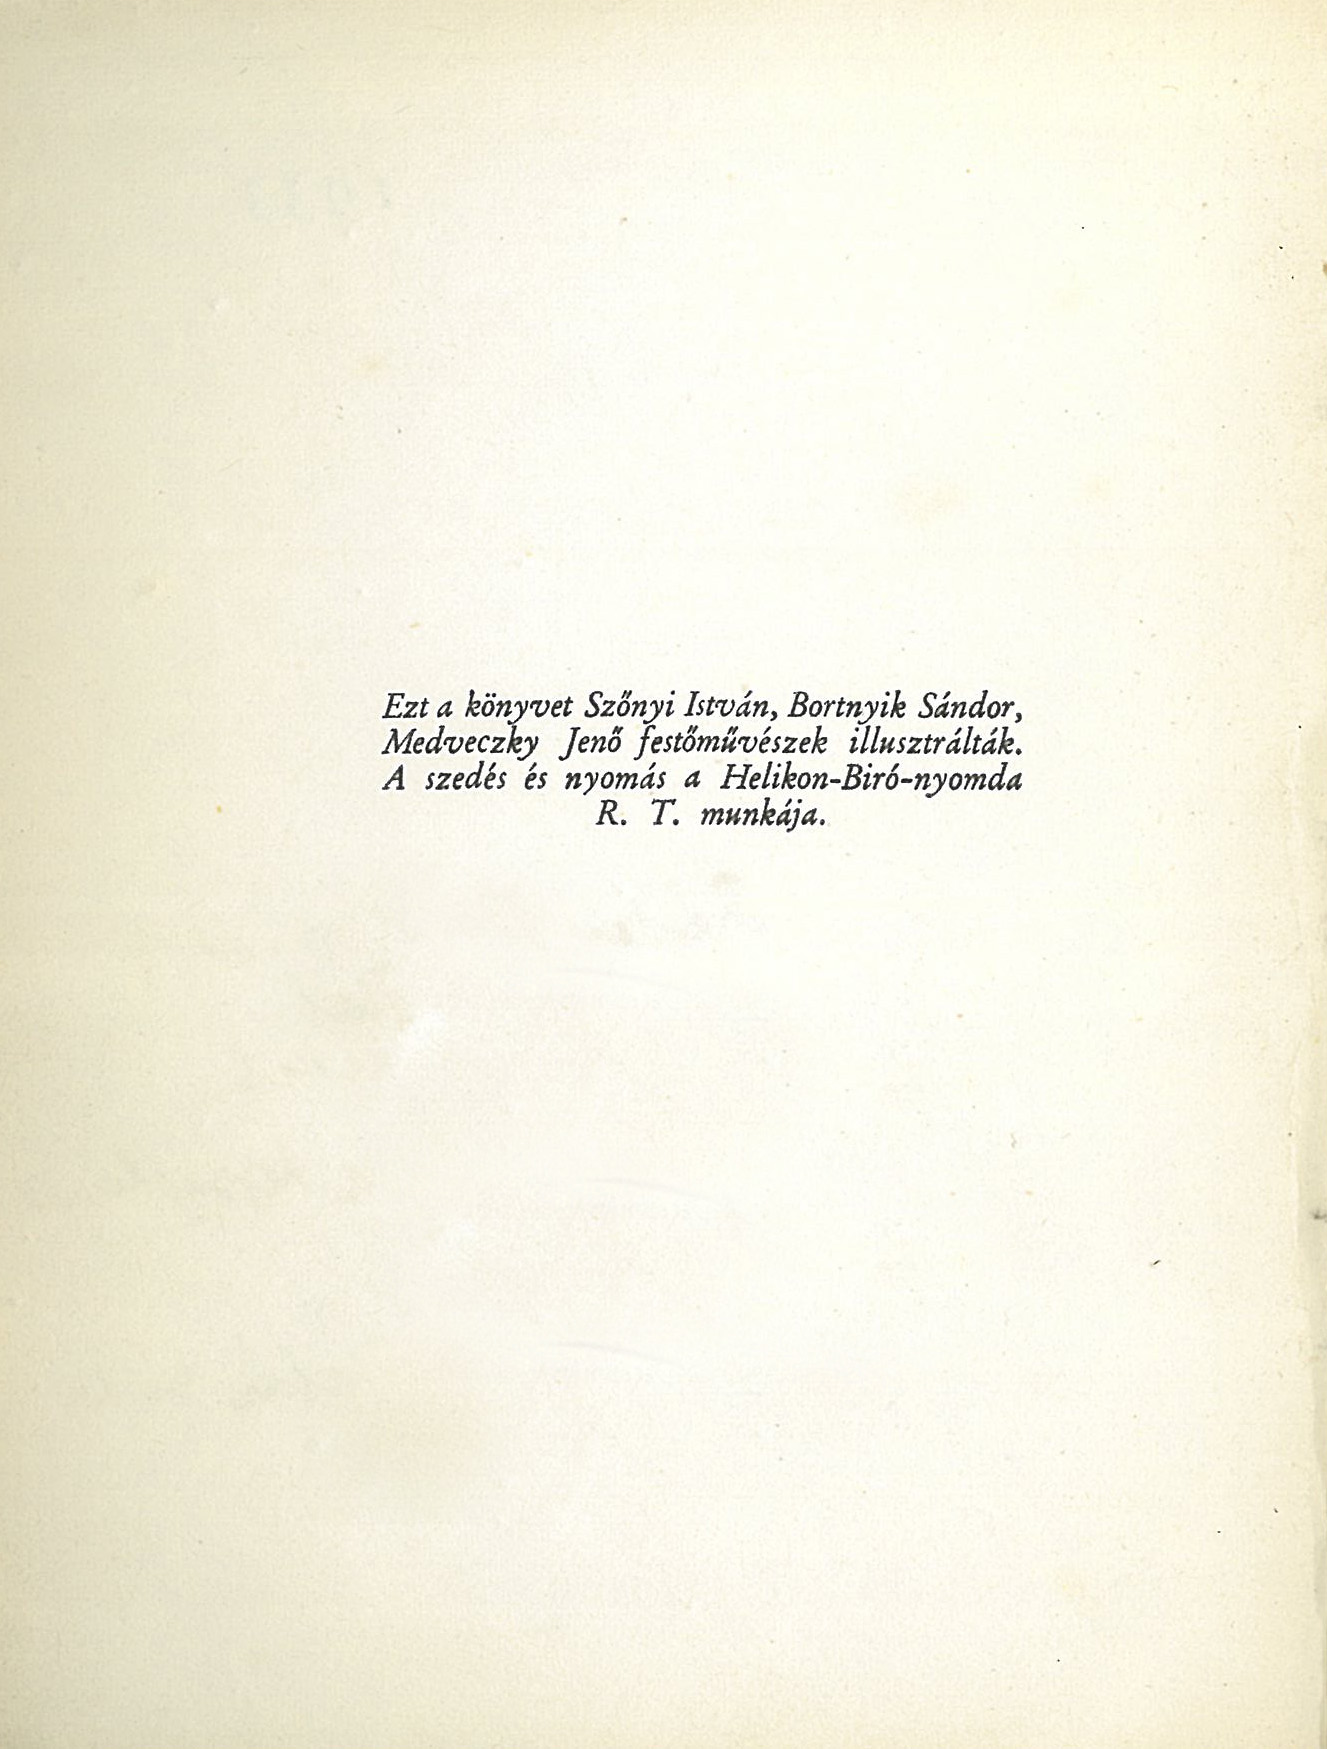 Ezt a könyvet Szőnyi István, Bortnyik Sándor,
Medveczky Jenő festőművészek illusztrálták.
A szedés és nyomás a Helikon-Biró-nyomda
R. T. munkája.